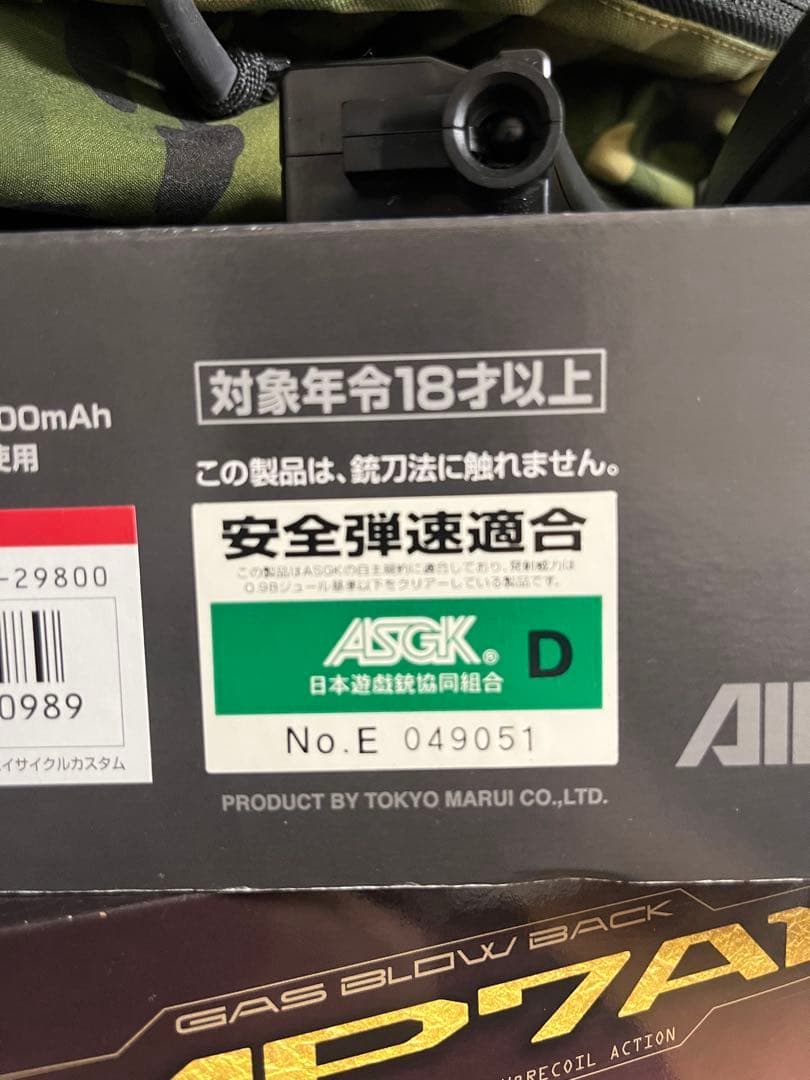 対象年令18才以上
00mAh
使用
この製品は、銃刀法に触れません。
安全弾速適合
この製品はASGKの自主規約に適合しており、発射威力は
0.98ジュール基準以下をクリアーしている製品です。
-29800
ASGK®
D
日本遊戯銃協同組合
0989
No.E 049051
イサイクルカスタム
PRODUCT BY TOKYO MARUI CO.,LTD.
GAS BLOW BACK
P7A1
RECOIL ACTION